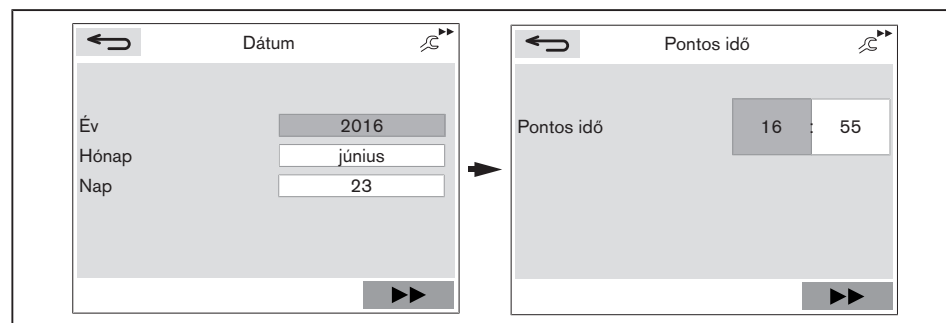 Dátum
Év 2016
Hónap június
Nap 23
Pontos idő
Pontos idő 16 : 55